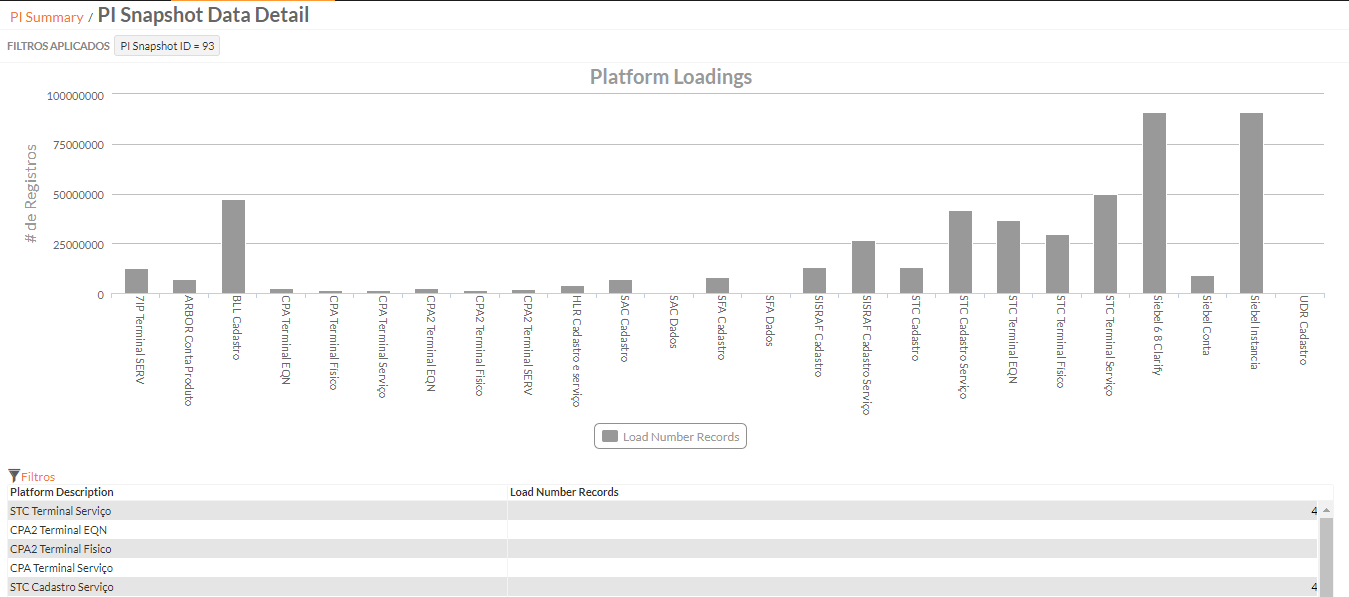 PI Summary / PI Snapshot Data Detail
FILTROS APLICADOS PI Snapshot ID = 93
Platform Loadings
# de Registros
100000000
75000000
50000000
25000000
0
7IP Terminal SERV
ARBOR Conta Produto
BLL Cadastro
CPA Terminal EQN
CPA Terminal Físico
CPA Terminal Serviço
CPA2 Terminal EQN
CPA2 Terminal Fisico
CPA2 Terminal SERV
HLR Cadastro e serviço
SAC Cadastro
SAC Dados
SFA Cadastro
SFA Dados
SISRAF Cadastro
SISRAF Cadastro Serviço
STC Cadastro
STC Cadastro Serviço
STC Terminal EQN
STC Terminal Físico
STC Terminal Serviço
Siebel 6 B Clarify
Siebel Conta
Siebel Instancia
UDR Cadastro
Load Number Records
Filtros
Platform Description Load Number Records
STC Terminal Serviço 4
CPA2 Terminal EQN
CPA2 Terminal Fisico
CPA Terminal Serviço
STC Cadastro Serviço 4